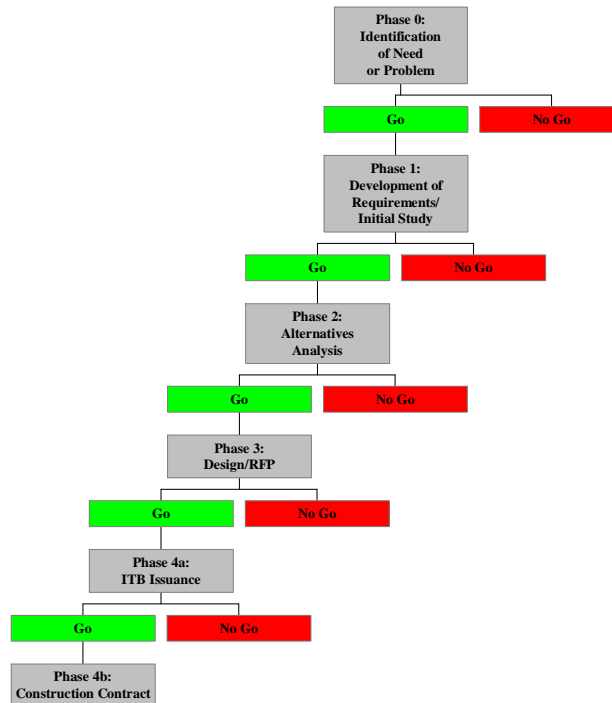 Phase 0:
Identification
of Need
or Problem
Go
No Go
Phase 1:
Development of
Requirements/
Initial Study
Go
No Go
Phase 2:
Alternatives
Analysis
Go
No Go
Phase 3:
Design/RFP
Go
No Go
Phase 4a:
ITB Issuance
Go
No Go
Phase 4b:
Construction Contract